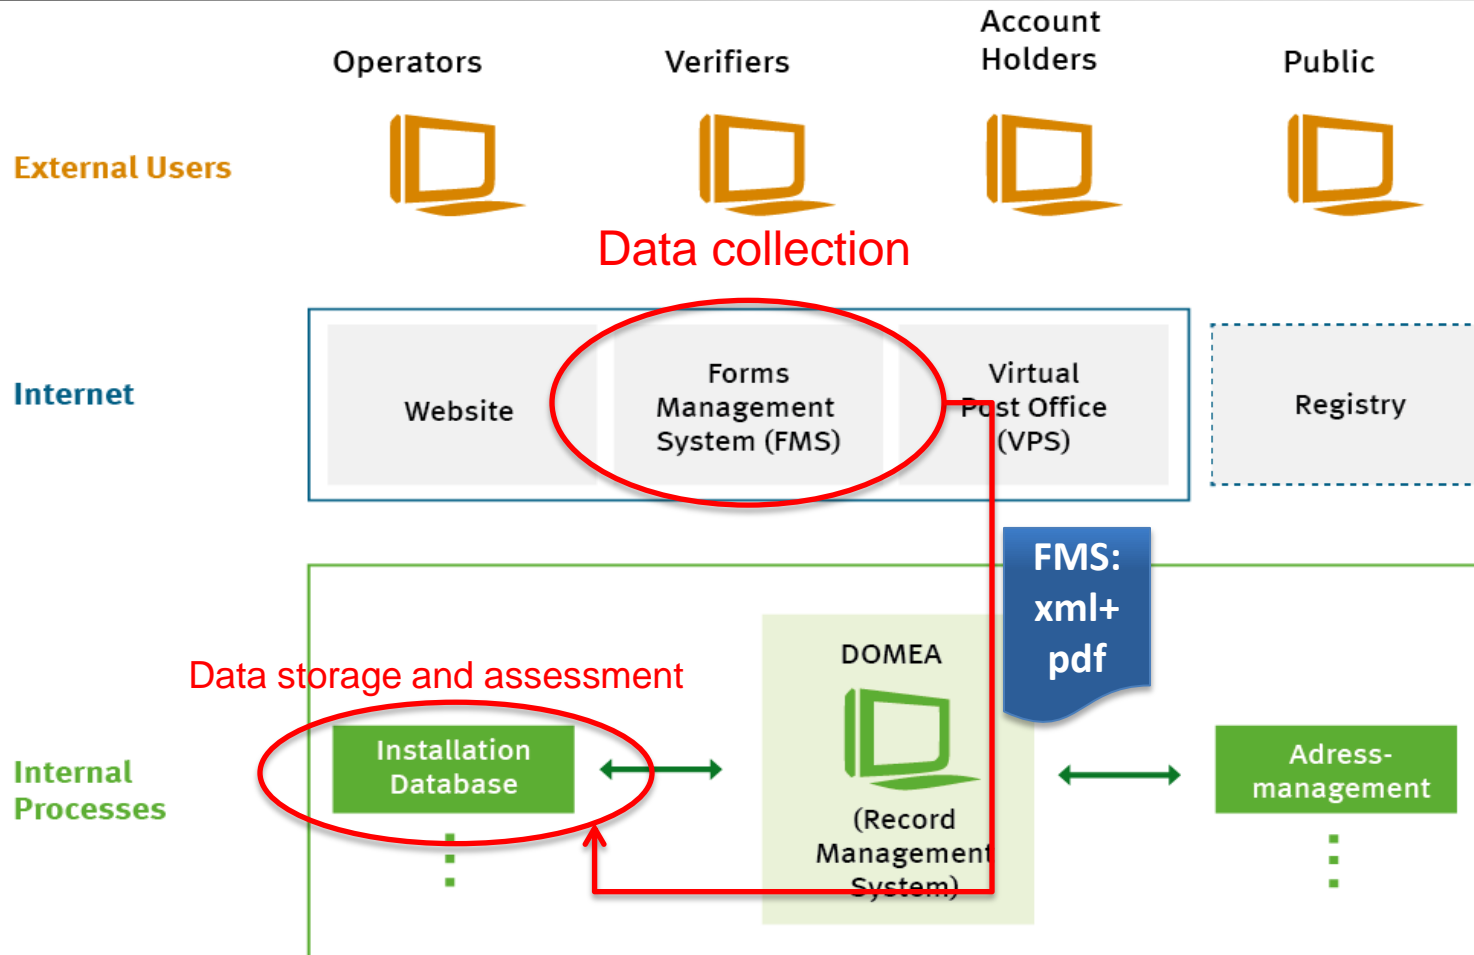 Operators
Verifiers
Account
Holders
Public
External Users
Data collection
Internet
Website
Forms
Management
System (FMS)
Virtual
Post Office
(VPS)
Registry
FMS:
xml+
pdf
Data storage and assessment
DOMEA
Internal
Processes
Installation
Database
(Record
Management
System)
Adress-
management